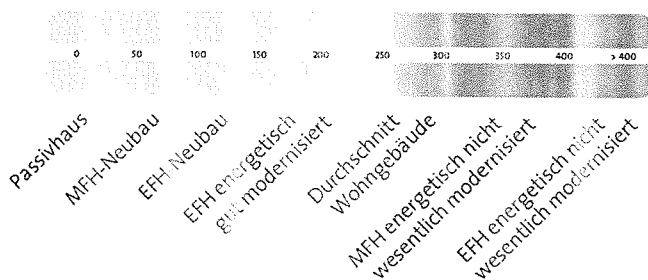 0 50 100 150 200 250 300 350 400 > 400
Passivhaus
MFH-Neubau
EFH-Neubau
EFH energetisch
gut modernisiert
Durchschnitt
Wohngebäude
MFH energetisch nicht
wesentlich modernisiert
EFH energetisch nicht
wesentlich modernisiert